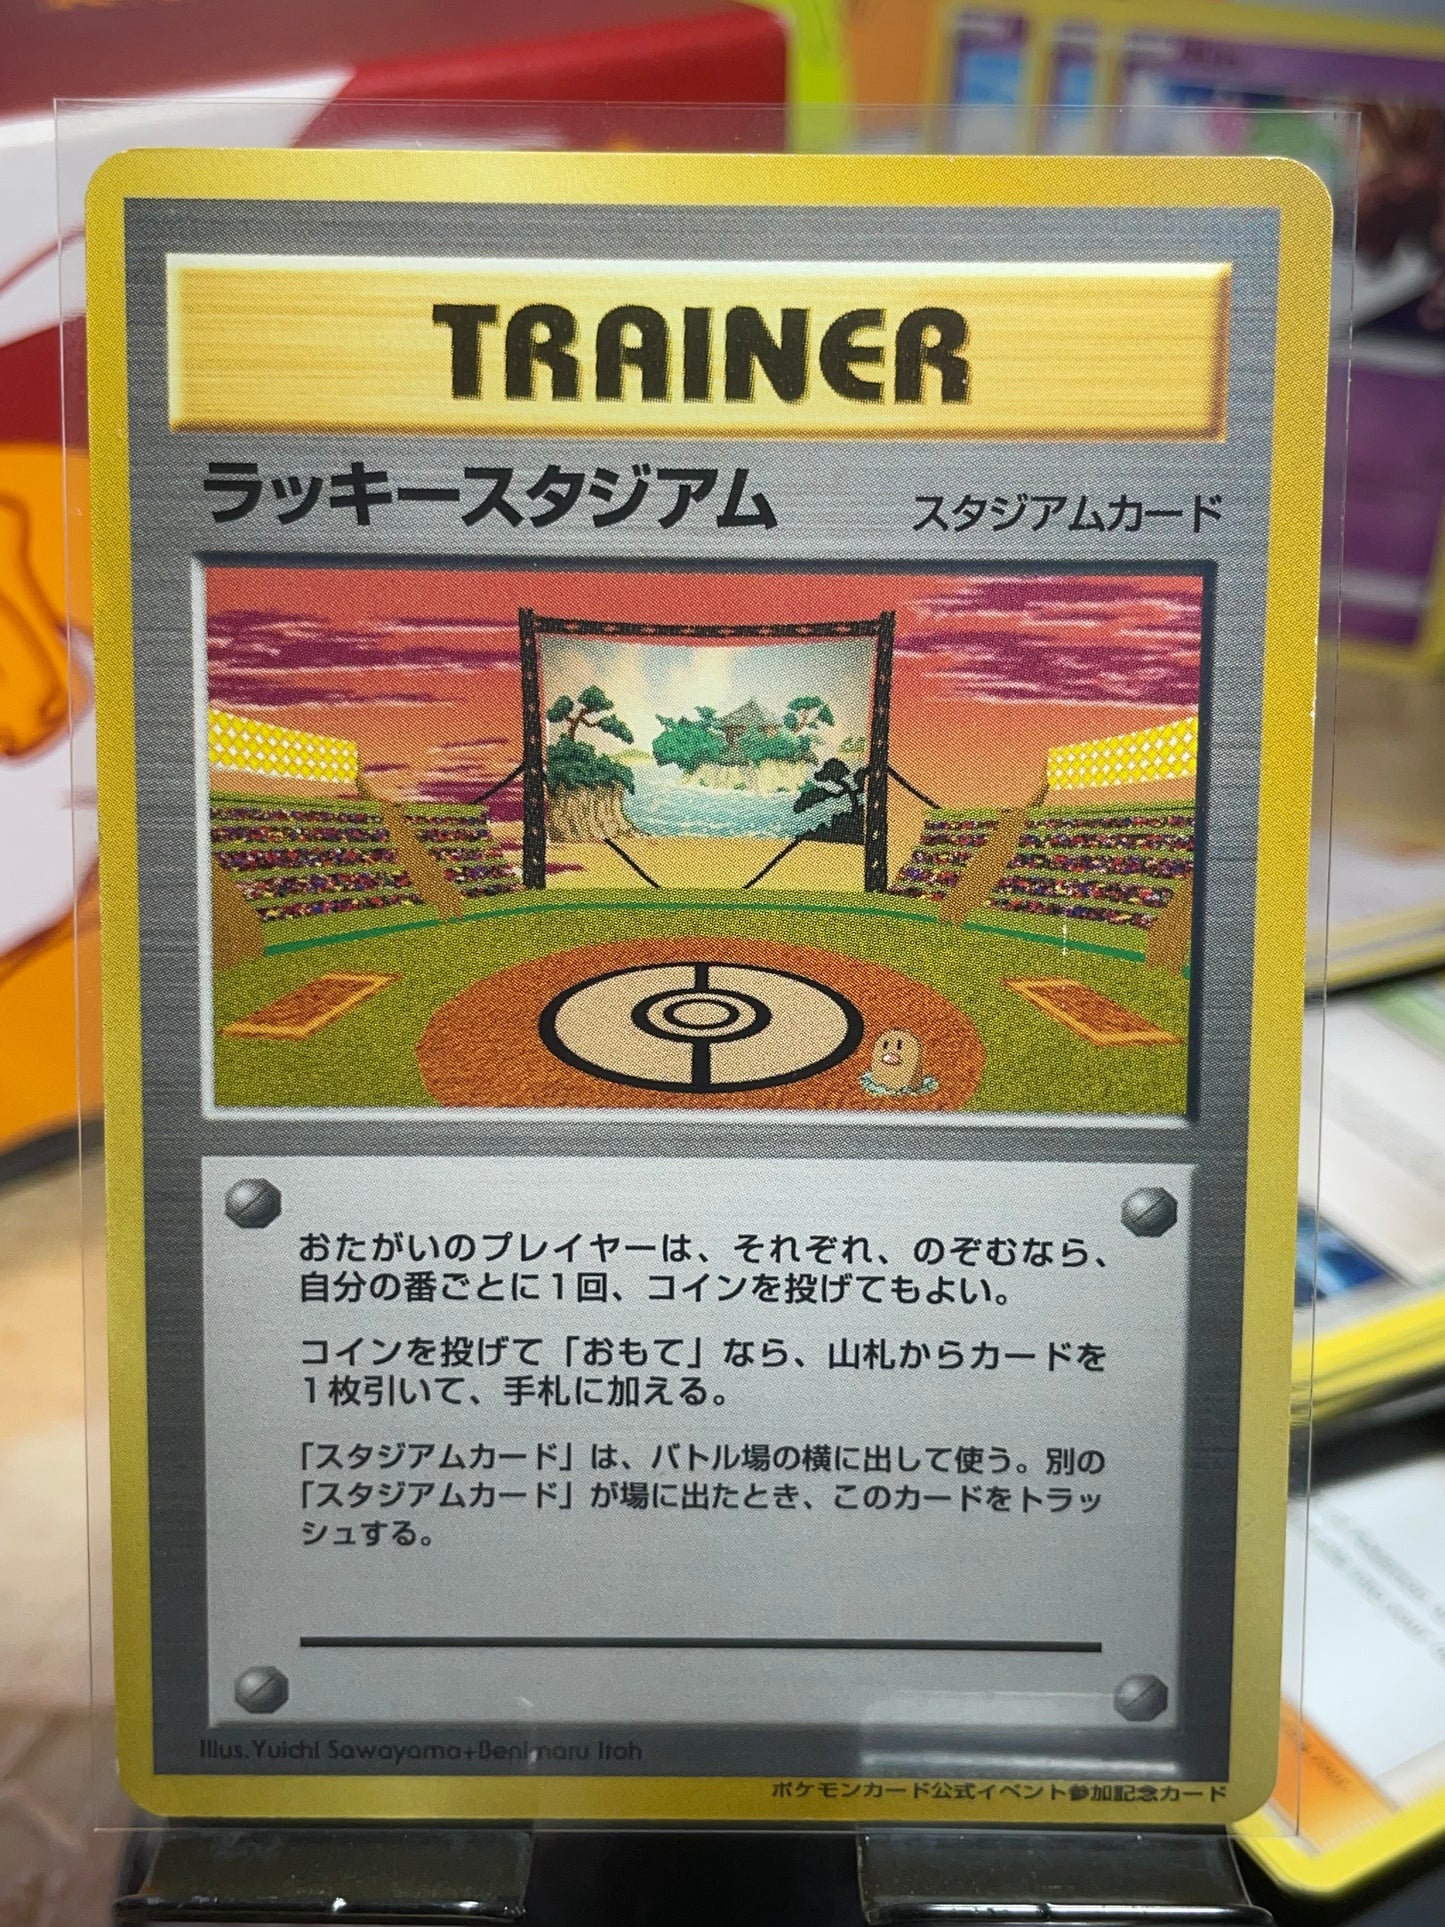 TRAINER
ラッキースタジアム
スタジアムカード
おたがいのプレイヤーは、それぞれ、のぞむなら、
自分の番ごとに1回、コインを投げてもよい。
コインを投げて「おもて」なら、山札からカードを
1枚引いて、手札に加える。
「スタジアムカード」は、バトル場の横に出して使う。別の
「スタジアムカード」が場に出たとき、このカードをトラッ
シュする。
Illus.Yuichi Sawayama+Benimaru Itoh
ポケモンカード公式イベント参加記念カード